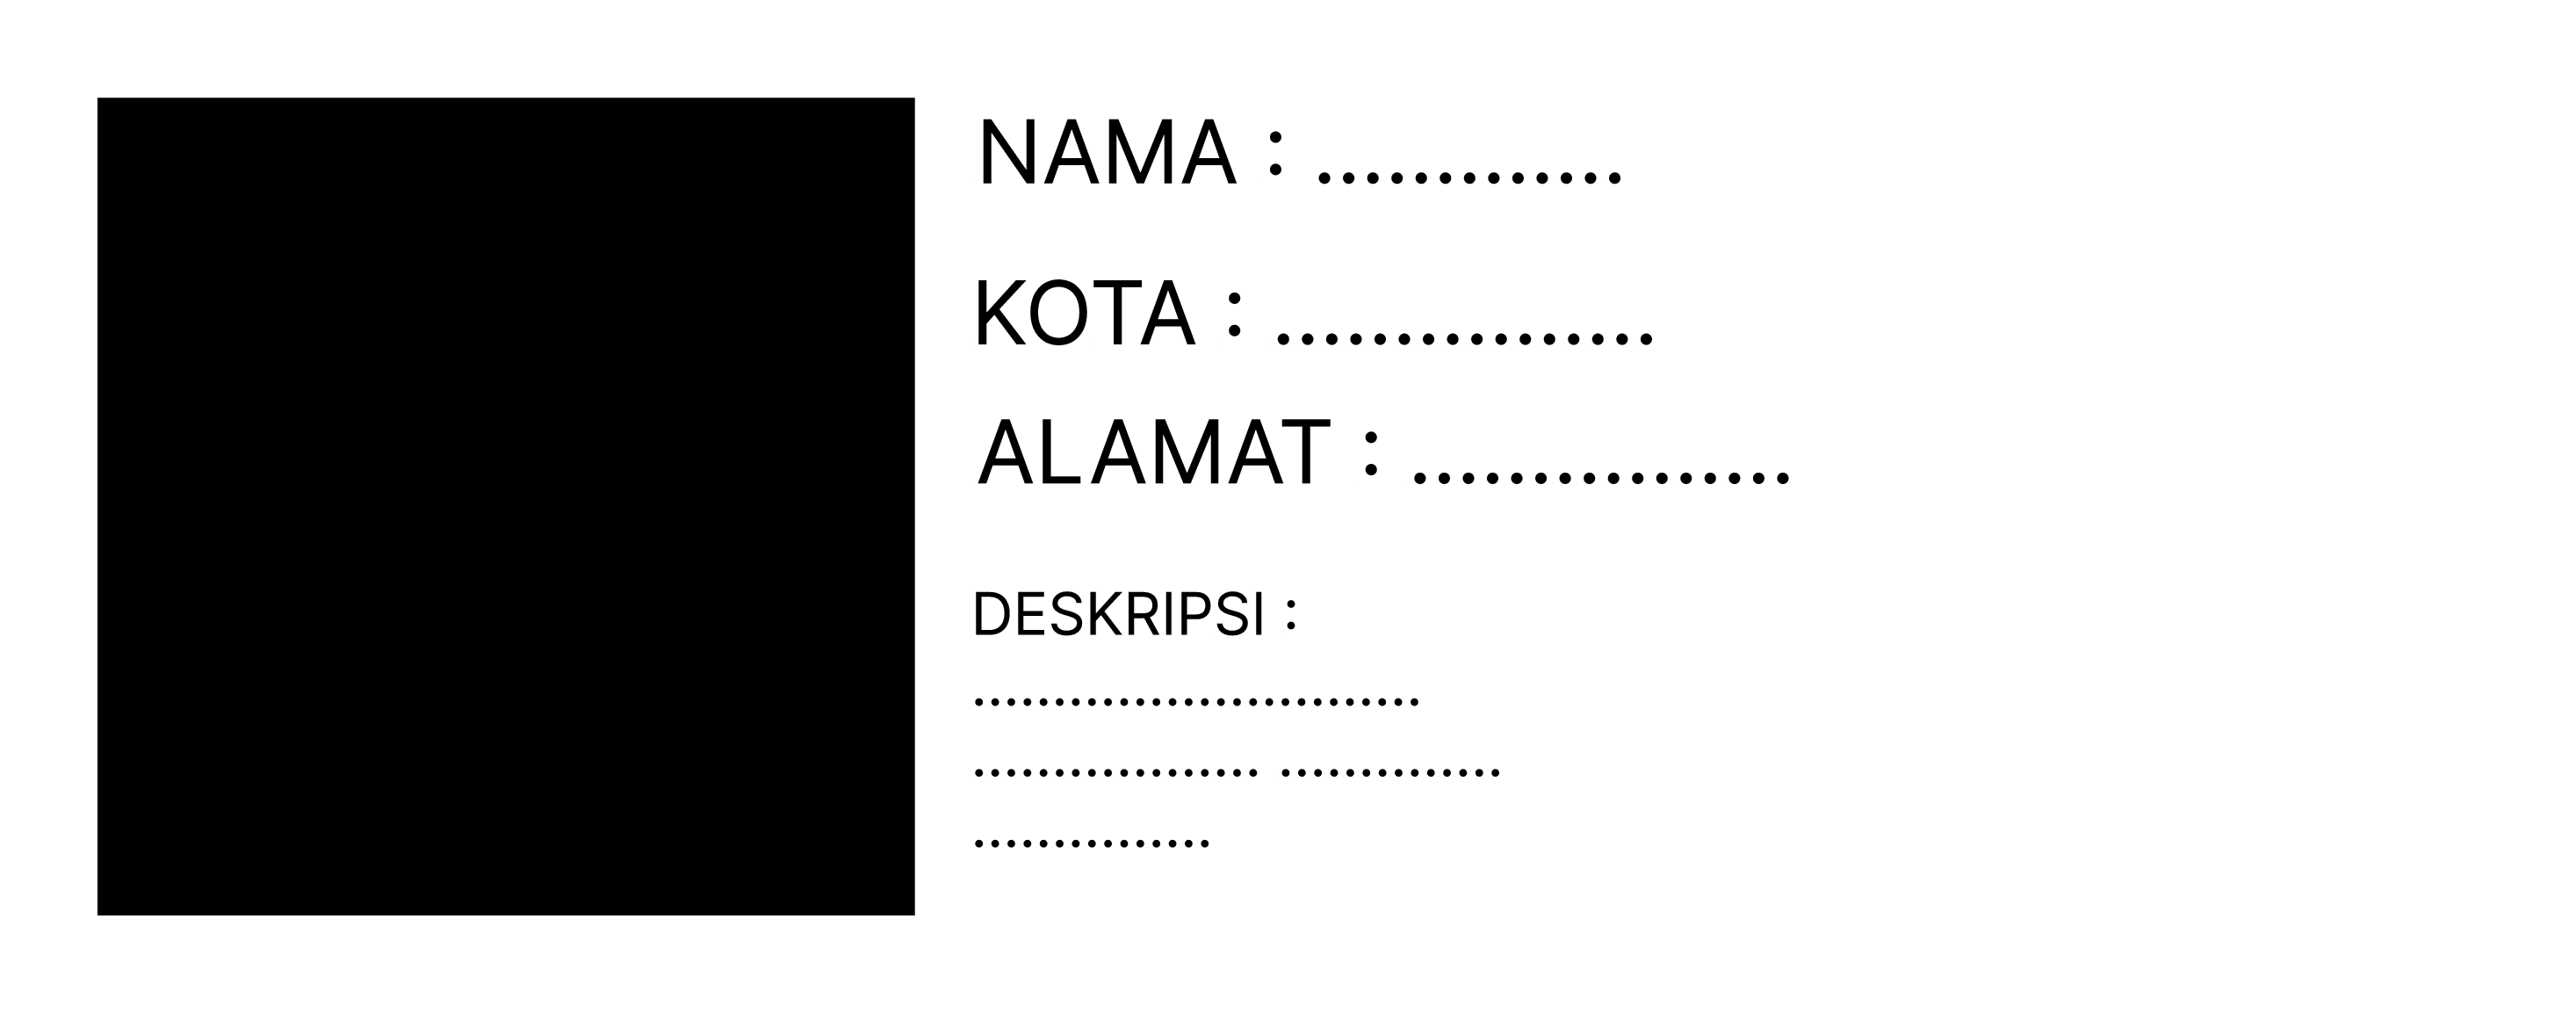 NAMA : .............
KOTA : ................
ALAMAT : ................
DESKRIPSI :
............................
.................. ..............
...............